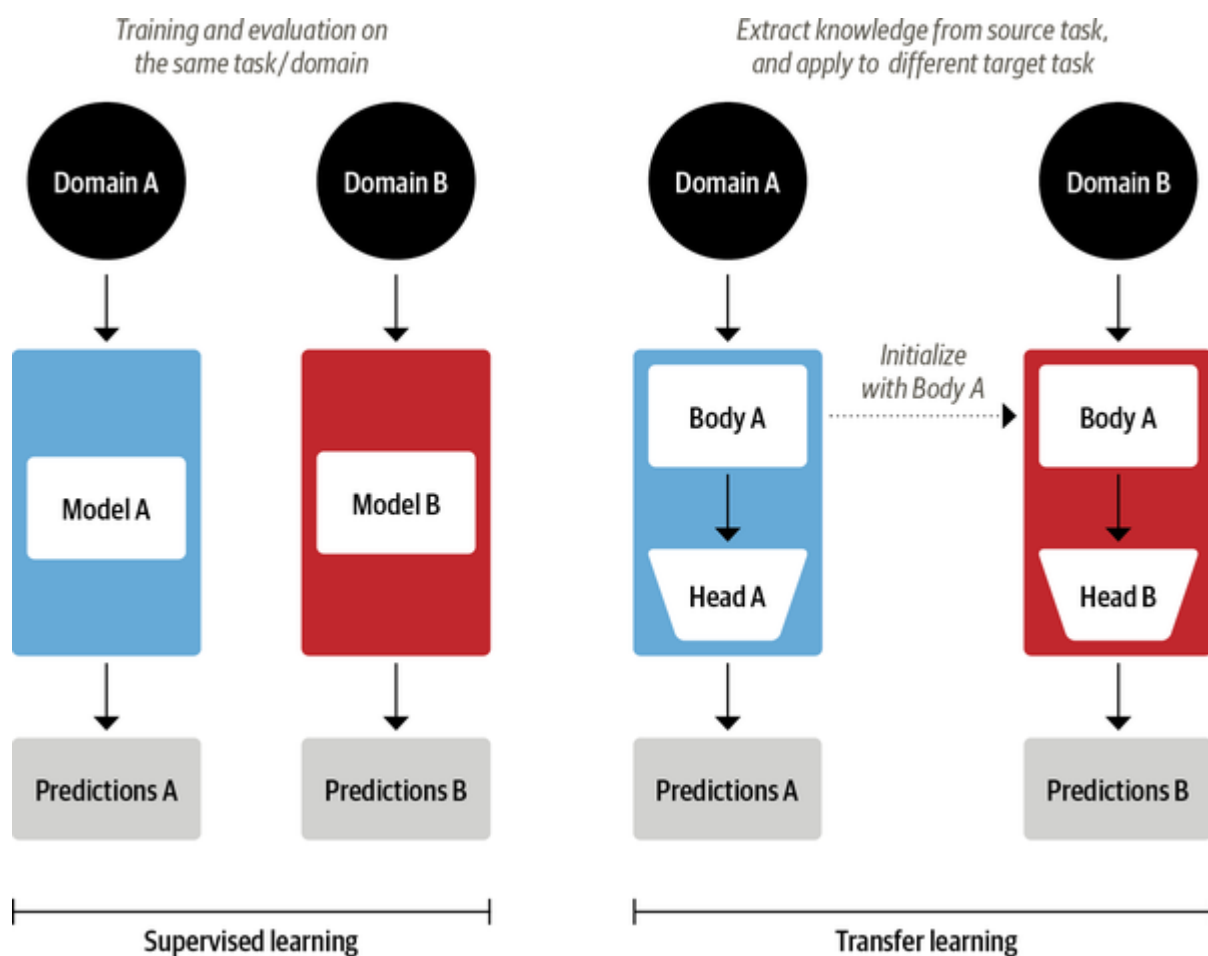 Training and evaluation on
the same task/domain
Extract knowledge from source task,
and apply to different target task
Domain A
Domain B
Domain A
Domain B
Initialize
with Body A
Model A
Model B
Body A
Head A
Body A
Head B
Predictions A
Predictions B
Predictions A
Predictions B
Supervised learning
Transfer learning